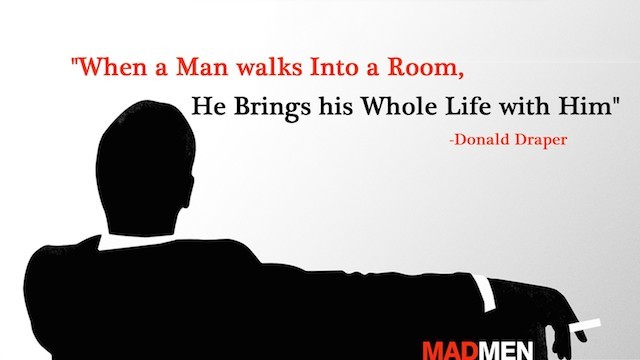 "When a Man walks Into a Room,
He Brings his Whole Life with Him"
-Donald Draper
MADMEN